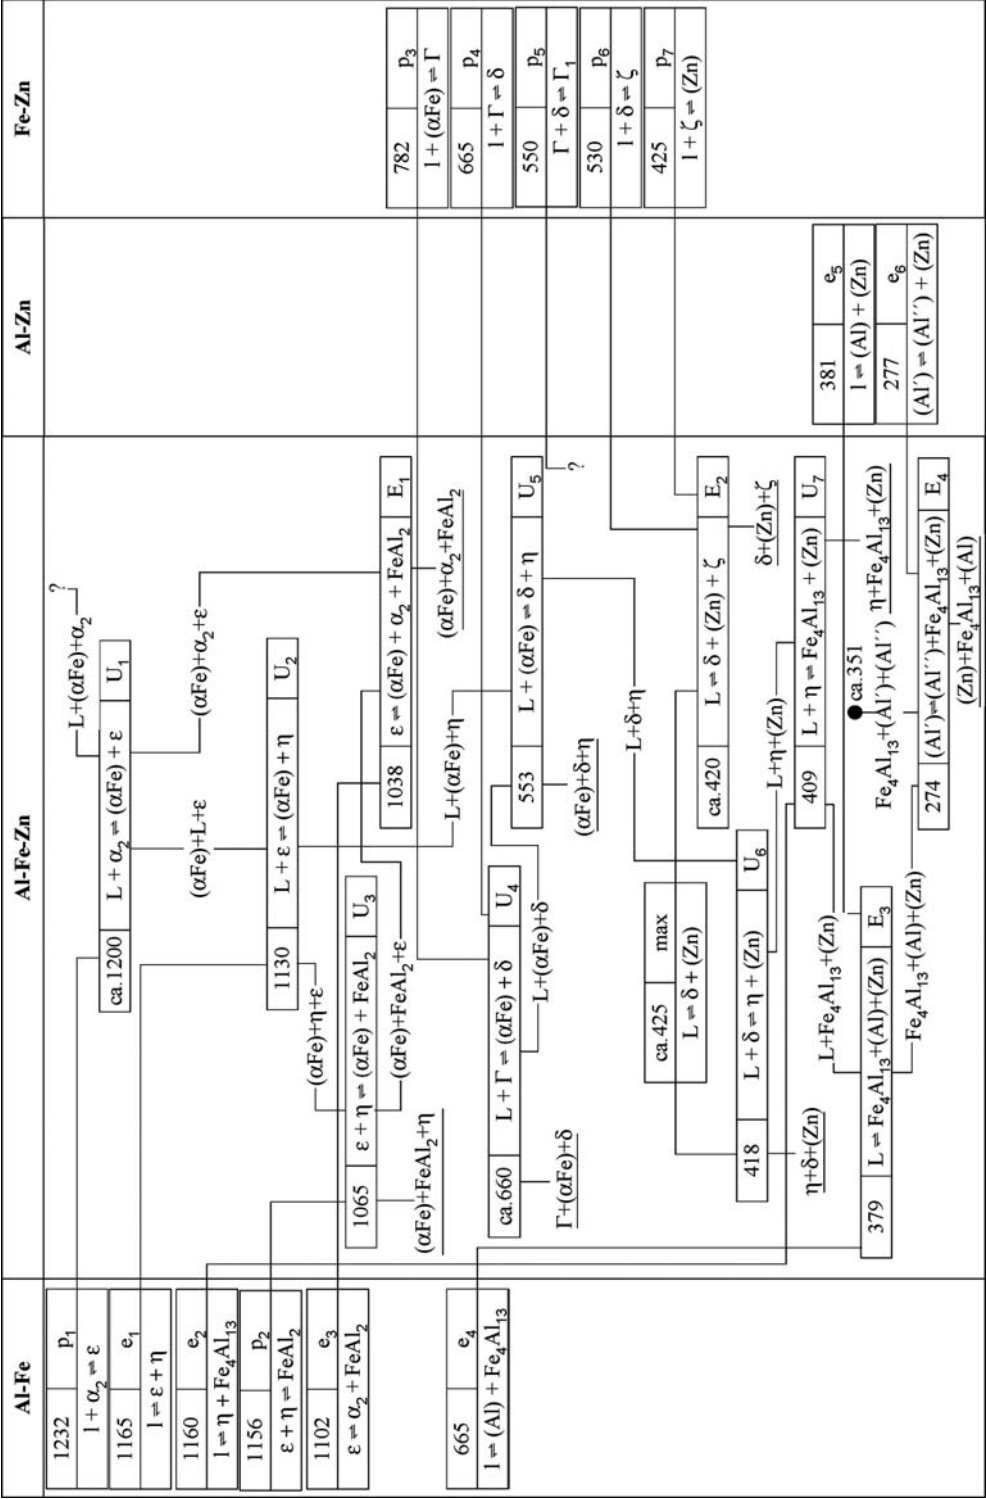 Al-Fe
Al-Fe-Zn
Al-Zn
Fe-Zn
1232 p₁
l + α₂ ⇌ ε
1165 e₁
l ⇌ ε + η
1160 e₂
l ⇌ η + Fe₄Al₁₃
1156 p₂
ε + η ⇌ FeAl₂
1102 e₃
ε ⇌ α₂ + FeAl₂
665 e₄
l ⇌ (Al) + Fe₄Al₁₃
L+(αFe)+α₂
?
ca.1200 L + α₂ ⇌ (αFe) + ε U₁
(αFe)+L+ε
(αFe)+α₂+ε
1130 L + ε ⇌ (αFe) + η U₂
(αFe)+η+ε
1065 ε + η ⇌ (αFe) + FeAl₂ U₃
1038 ε ⇌ (αFe) + α₂ + FeAl₂ E₁
(αFe)+FeAl₂+ε
(αFe)+FeAl₂+η
(αFe)+α₂+FeAl₂
L+(αFe)+η
ca.660 L + Γ ⇌ (αFe) + δ U₄
553 L + (αFe) ⇌ δ + η U₅
L+(αFe)+δ
Γ+(αFe)+δ
(αFe)+δ+η
?
L+δ+η
ca.425 max
L ⇌ δ + (Zn)
ca.420 L ⇌ δ + (Zn) + ζ E₂
δ+(Zn)+ζ
418 L + δ ⇌ η + (Zn) U₆
L+η+(Zn)
η+δ+(Zn)
409 L + η ⇌ Fe₄Al₁₃ + (Zn) U₇
L+Fe₄Al₁₃+(Zn)
η+Fe₄Al₁₃+(Zn)
ca.351
Fe₄Al₁₃+(Al´)+(Al´´)
379 L ⇌ Fe₄Al₁₃+(Al)+(Zn) E₃
Fe₄Al₁₃+(Al)+(Zn)
274 (Al´)⇌(Al´´)+Fe₄Al₁₃+(Zn) E₄
(Zn)+Fe₄Al₁₃+(Al)
381 e₅
l ⇌ (Al) + (Zn)
277 e₆
(Al´) ⇌ (Al´´) + (Zn)
782 p₃
l + (αFe) ⇌ Γ
665 p₄
l + Γ ⇌ δ
550 p₅
Γ + δ ⇌ Γ₁
530 p₆
l + δ ⇌ ζ
425 p₇
l + ζ ⇌ (Zn)